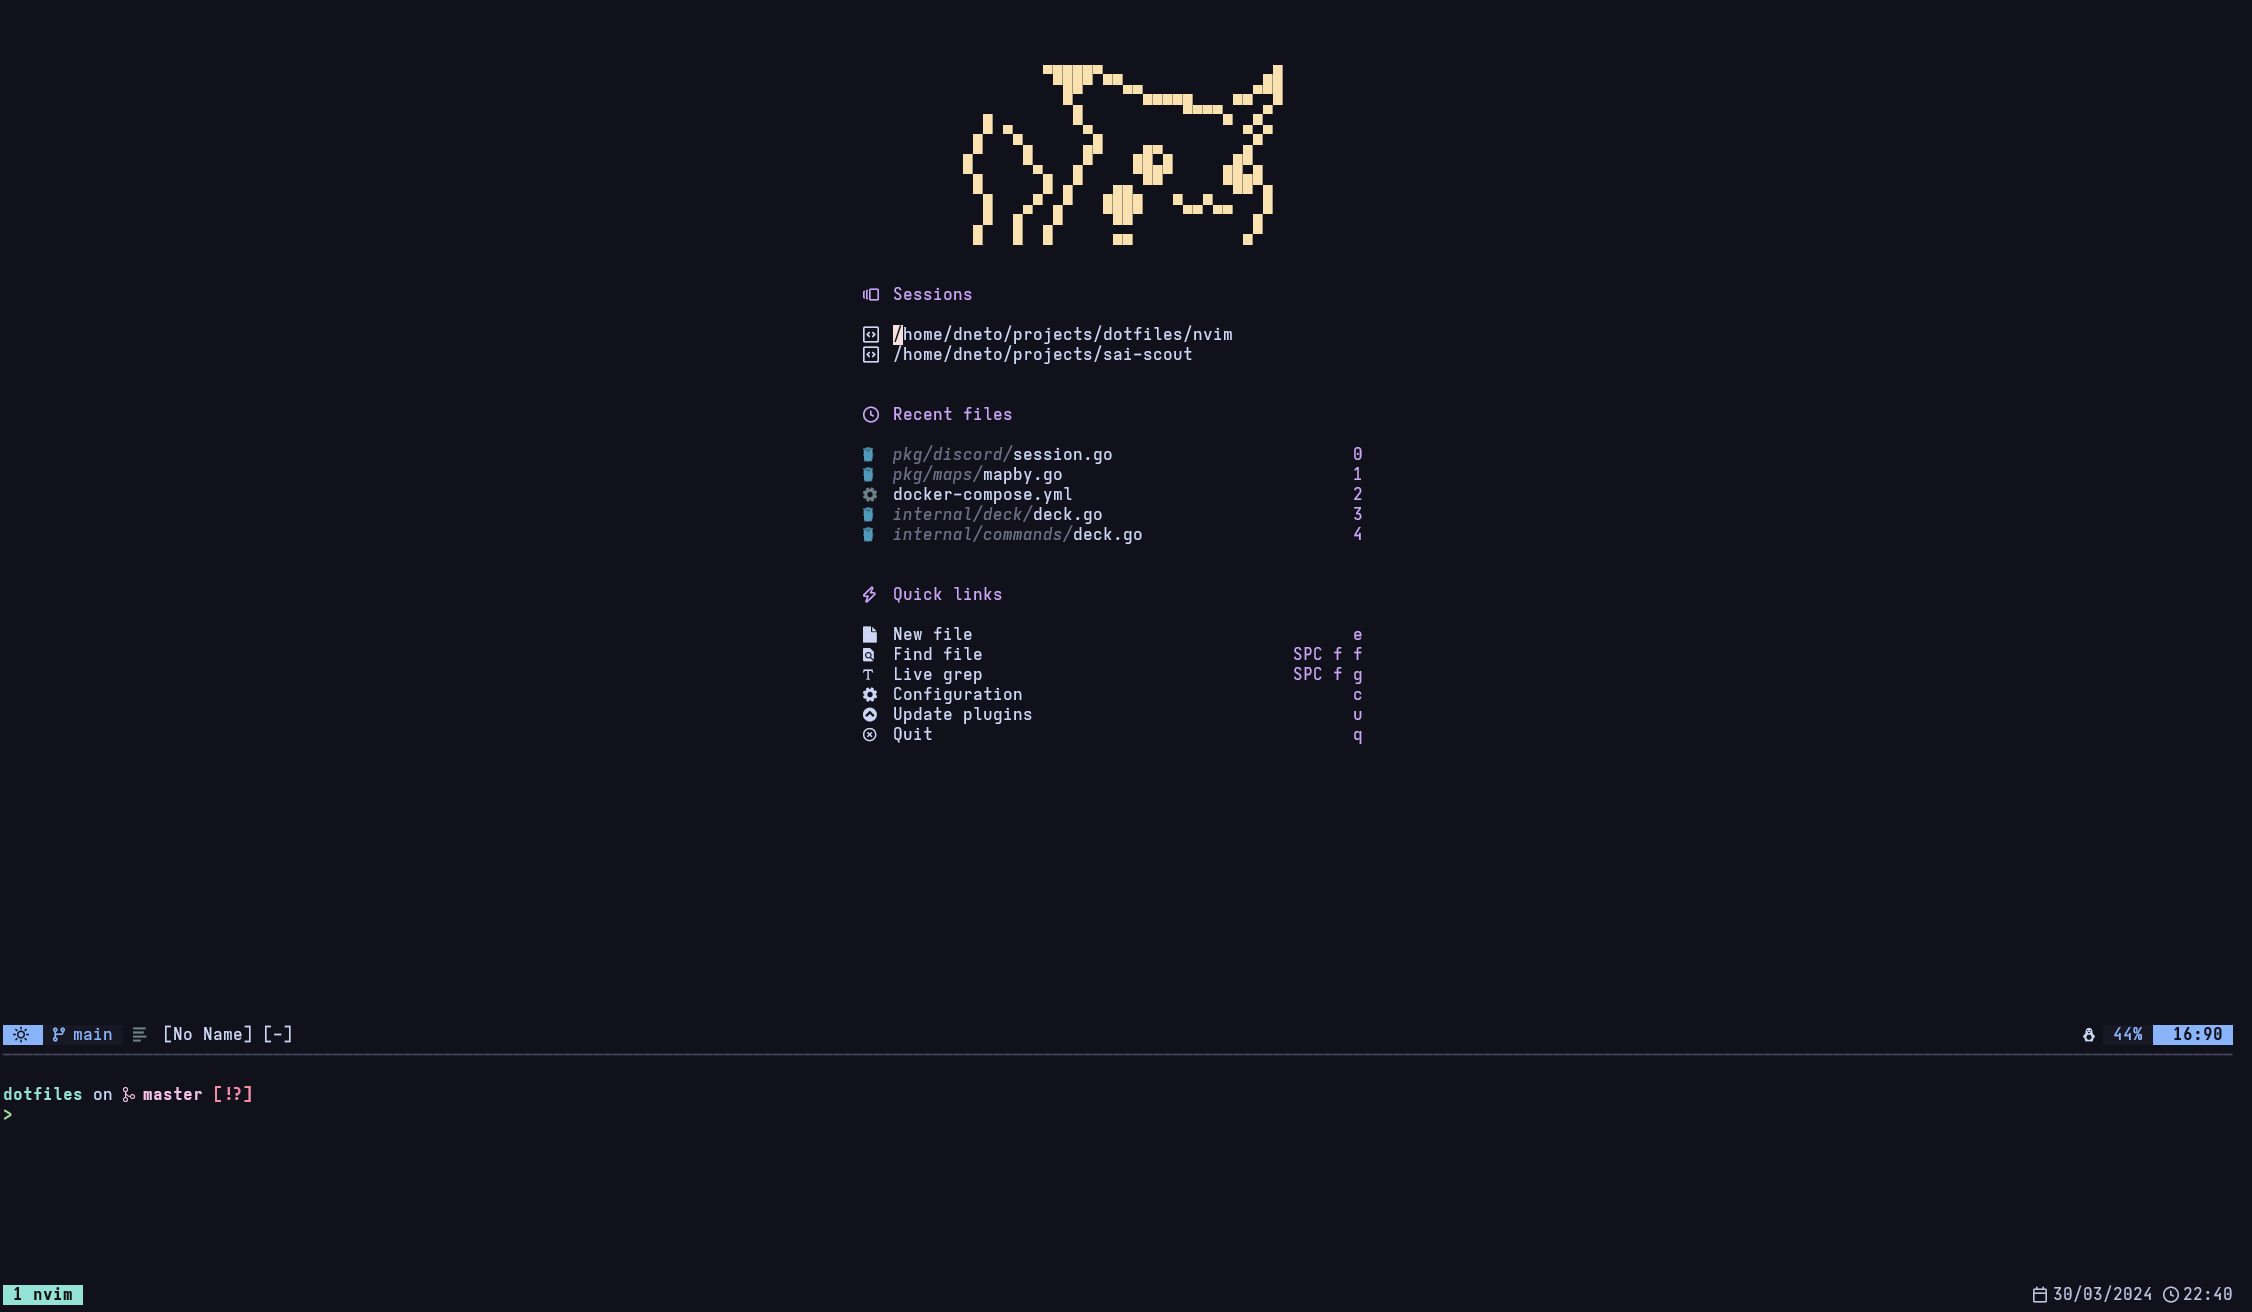 Sessions
/home/dneto/projects/dotfiles/nvim
/home/dneto/projects/sai-scout
Recent files
pkg/discord/session.go 0
pkg/maps/mapby.go 1
docker-compose.yml 2
internal/deck/deck.go 3
internal/commands/deck.go 4
Quick links
New file e
Find file SPC f f
Live grep SPC f g
Configuration c
Update plugins u
Quit q
main [No Name] [-] 44% 16:90
dotfiles on master [!?]
>
1 nvim 30/03/2024 22:40